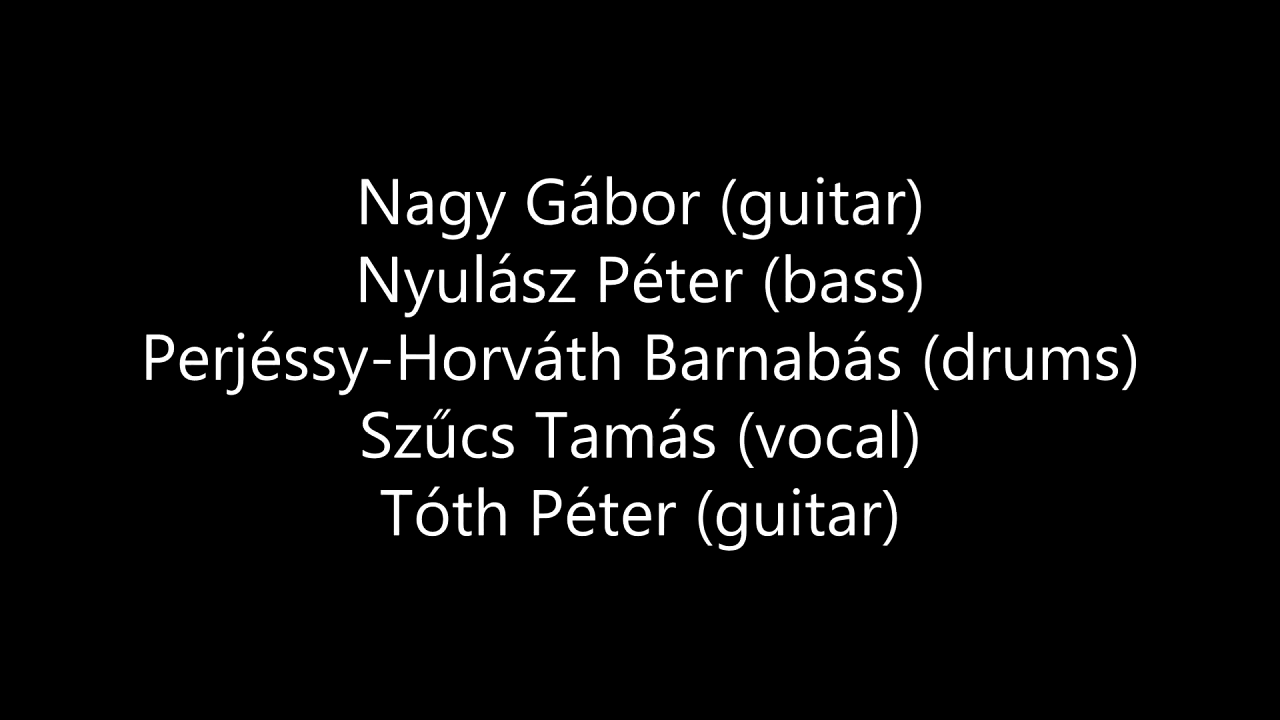 Nagy Gábor (guitar)
Nyulász Péter (bass)
Perjéssy-Horváth Barnabás (drums)
Szűcs Tamás (vocal)
Tóth Péter (guitar)